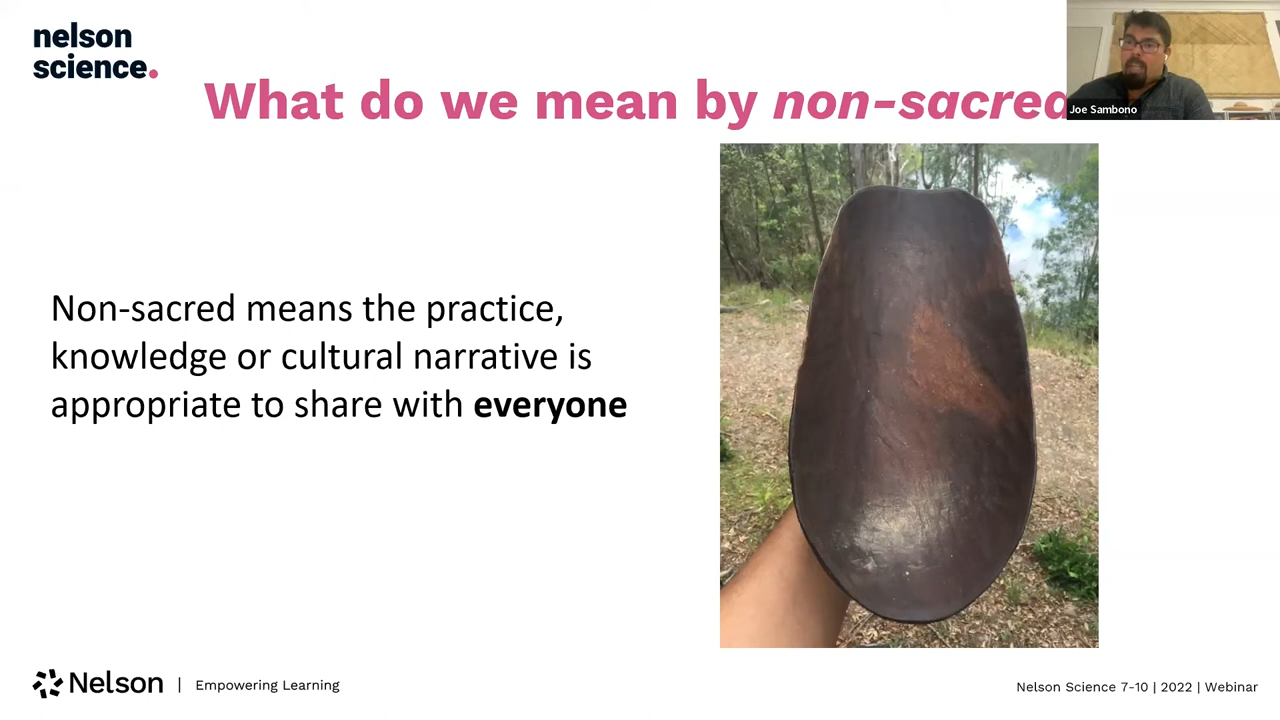 nelson
science.
What do we mean by non-sacred
Joe Sambono
Non-sacred means the practice,
knowledge or cultural narrative is
appropriate to share with everyone
Nelson | Empowering Learning
Nelson Science 7-10 | 2022 | Webinar